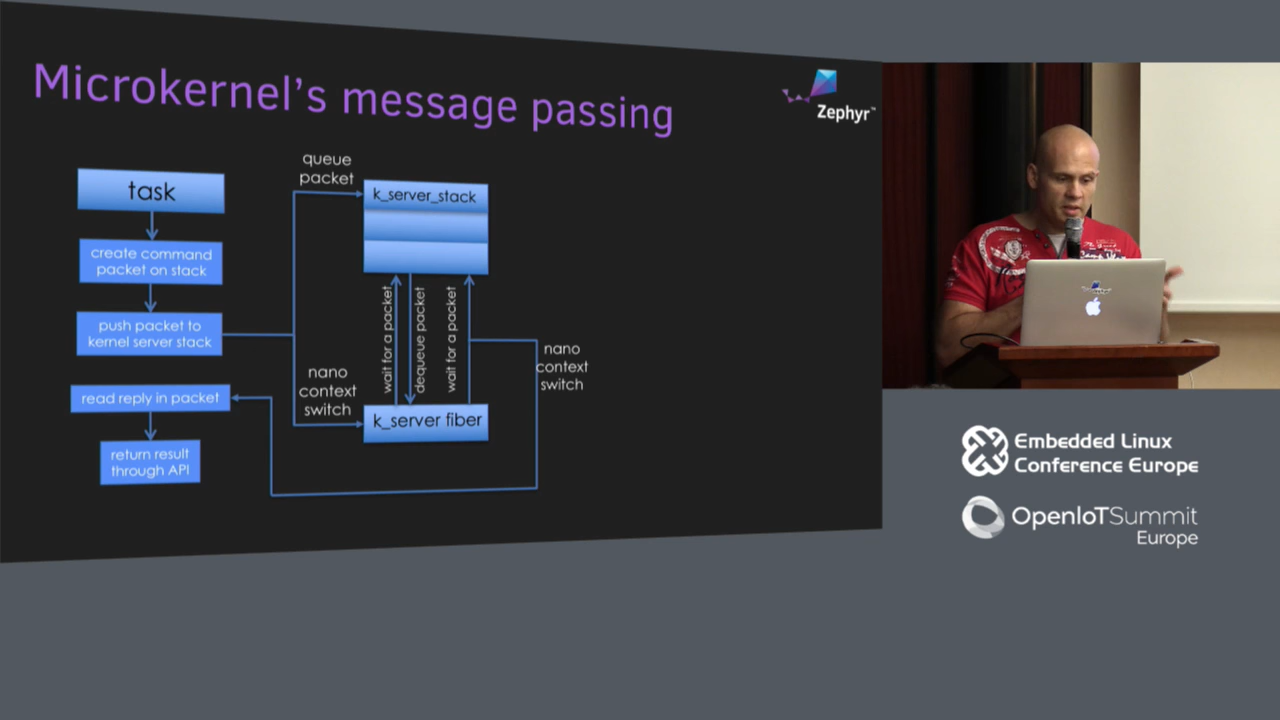 Microkernel's message passing
Zephyr™
task
create command
packet on stack
push packet to
kernel server stack
read reply in packet
return result
through API
queue
packet
nano
context
switch
k_server_stack
wait for a packet
dequeue packet
wait for a packet
k_server fiber
nano
context
switch
Embedded Linux
Conference Europe
OpenIoTSummit
Europe